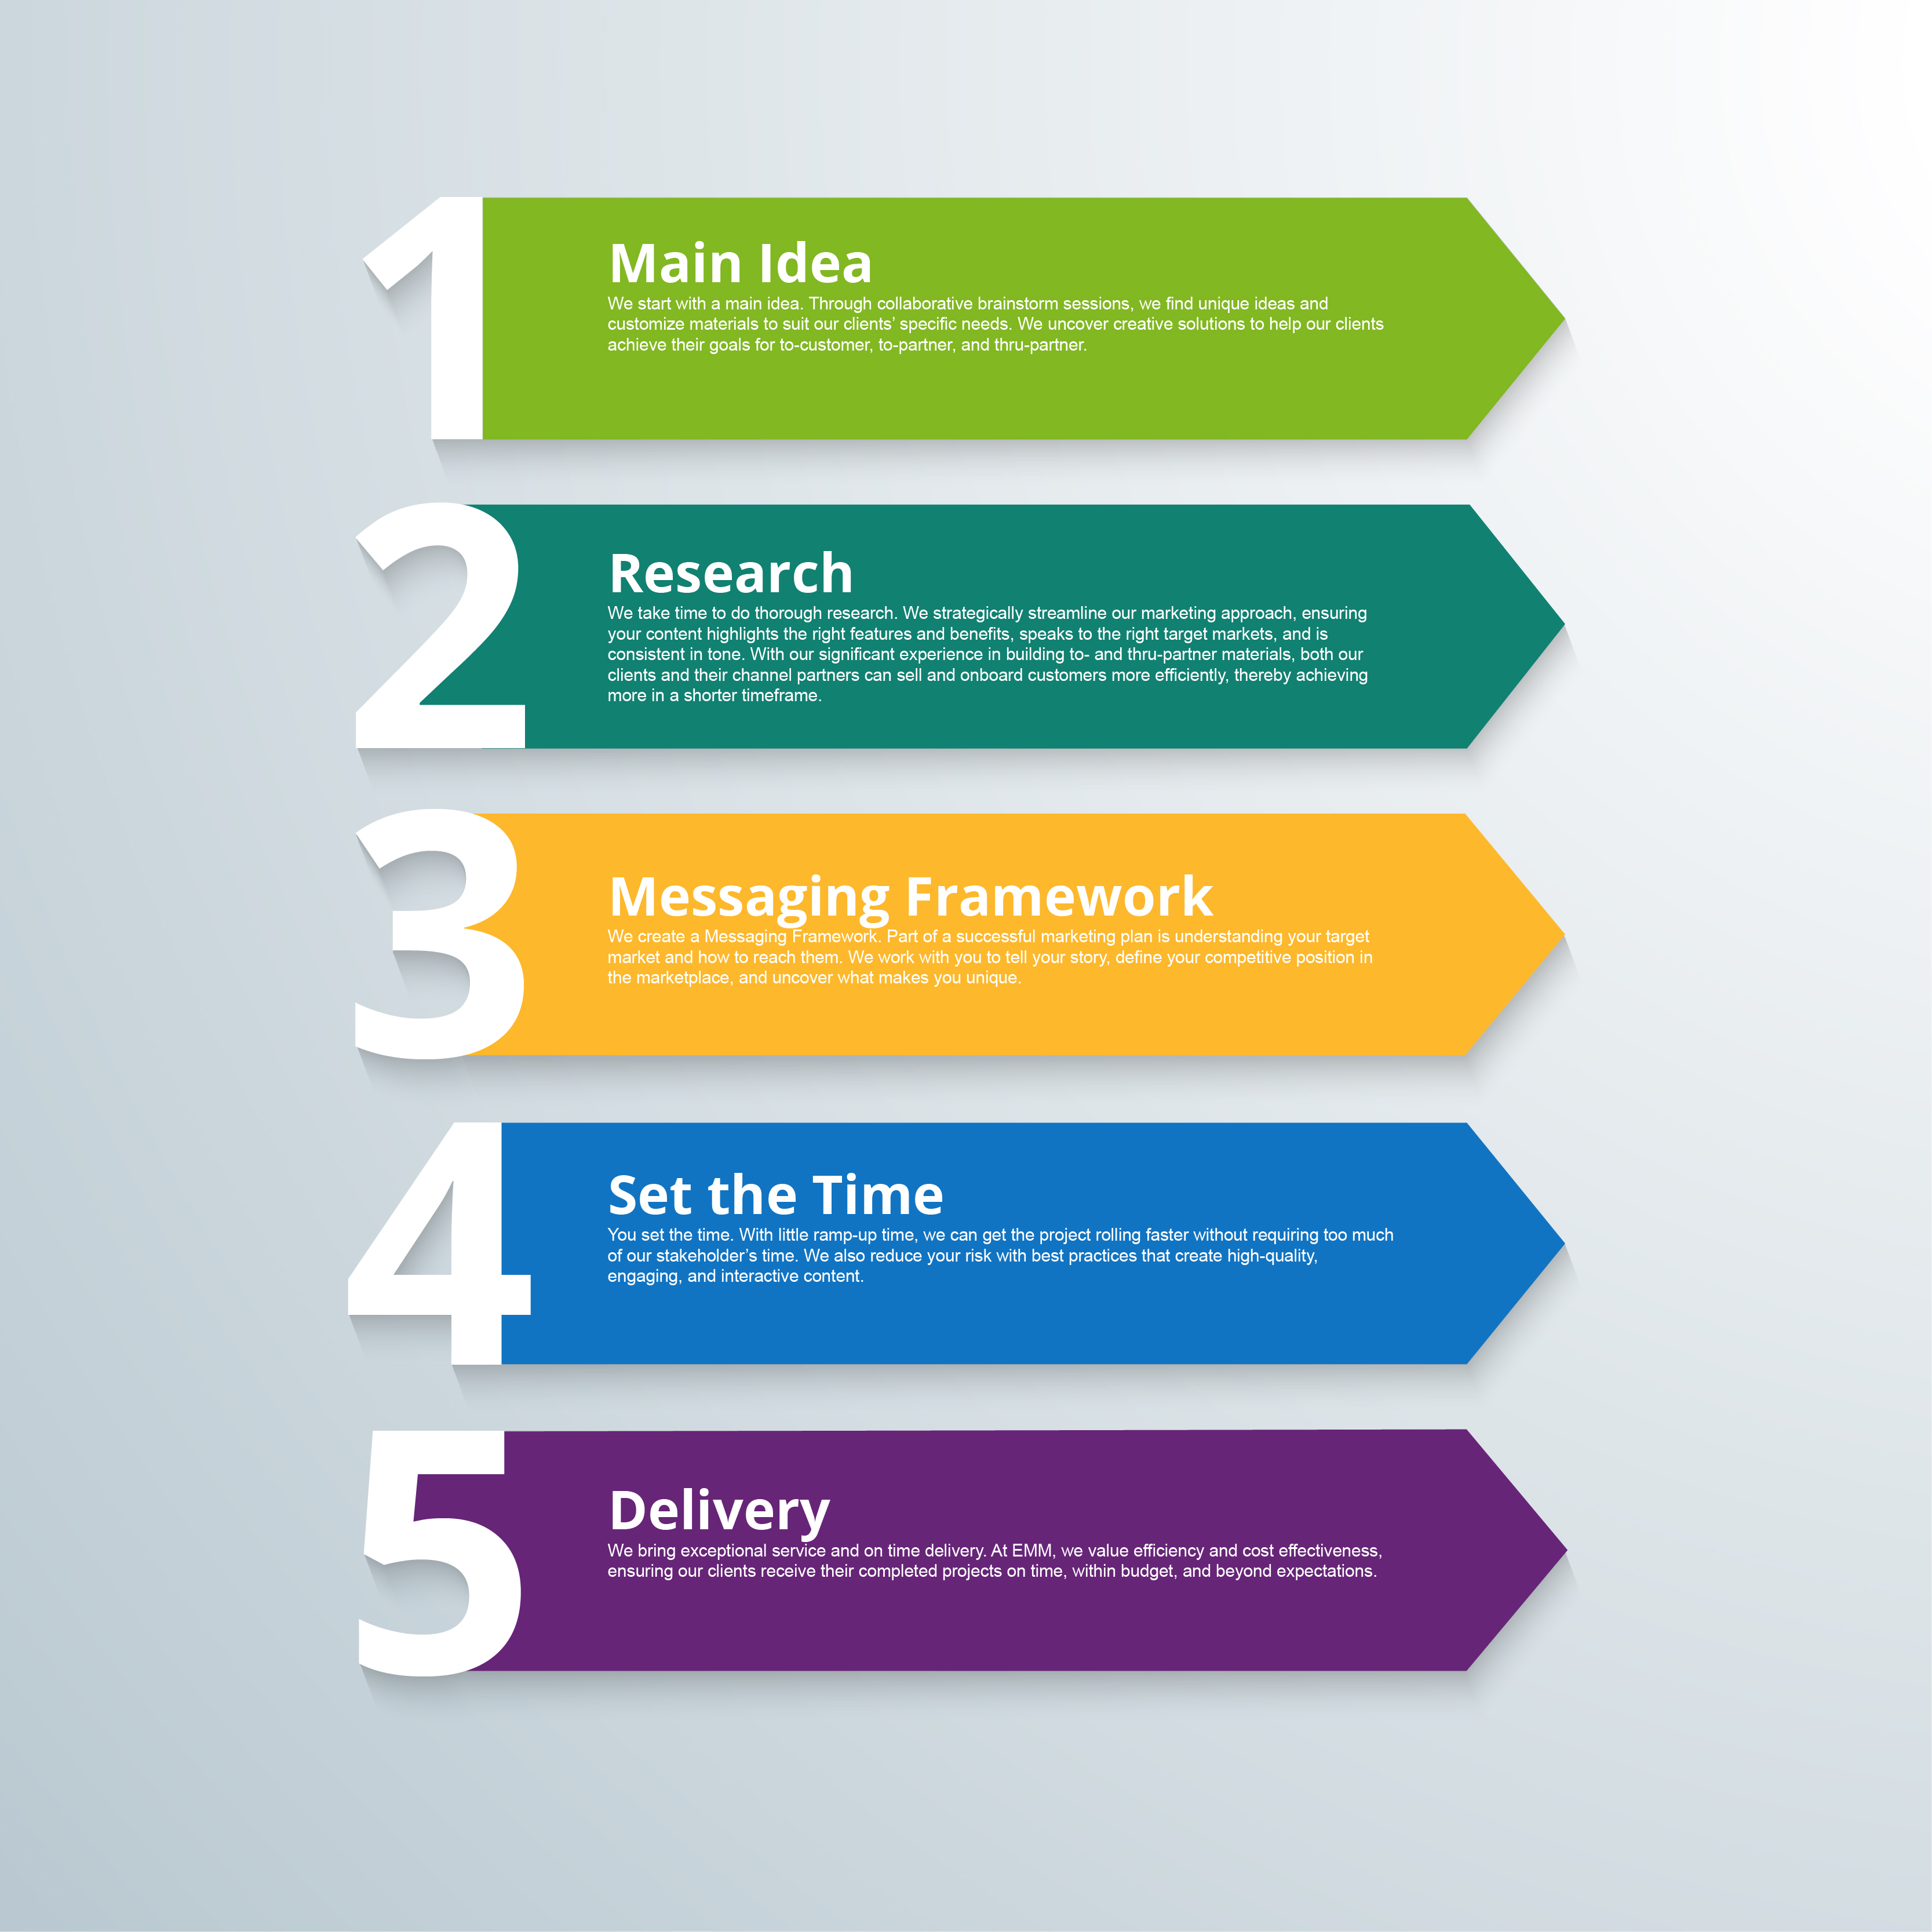 1
Main Idea
We start with a main idea. Through collaborative brainstorm sessions, we find unique ideas and
customize materials to suit our clients’ specific needs. We uncover creative solutions to help our clients
achieve their goals for to-customer, to-partner, and thru-partner.
2
Research
We take time to do thorough research. We strategically streamline our marketing approach, ensuring
your content highlights the right features and benefits, speaks to the right target markets, and is
consistent in tone. With our significant experience in building to- and thru-partner materials, both our
clients and their channel partners can sell and onboard customers more efficiently, thereby achieving
more in a shorter timeframe.
3
Messaging Framework
We create a Messaging Framework. Part of a successful marketing plan is understanding your target
market and how to reach them. We work with you to tell your story, define your competitive position in
the marketplace, and uncover what makes you unique.
4
Set the Time
You set the time. With little ramp-up time, we can get the project rolling faster without requiring too much
of our stakeholder’s time. We also reduce your risk with best practices that create high-quality,
engaging, and interactive content.
5
Delivery
We bring exceptional service and on time delivery. At EMM, we value efficiency and cost effectiveness,
ensuring our clients receive their completed projects on time, within budget, and beyond expectations.